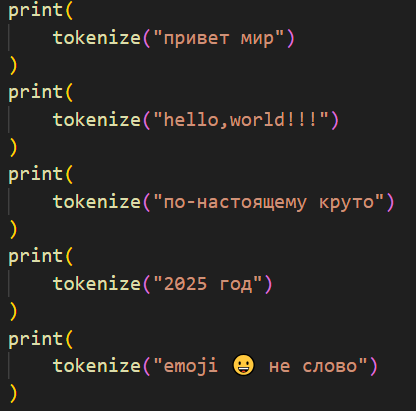 print(
    tokenize("привет мир")
)
print(
    tokenize("hello,world!!!")
)
print(
    tokenize("по-настоящему круто")
)
print(
    tokenize("2025 год")
)
print(
    tokenize("emoji 😀 не слово")
)